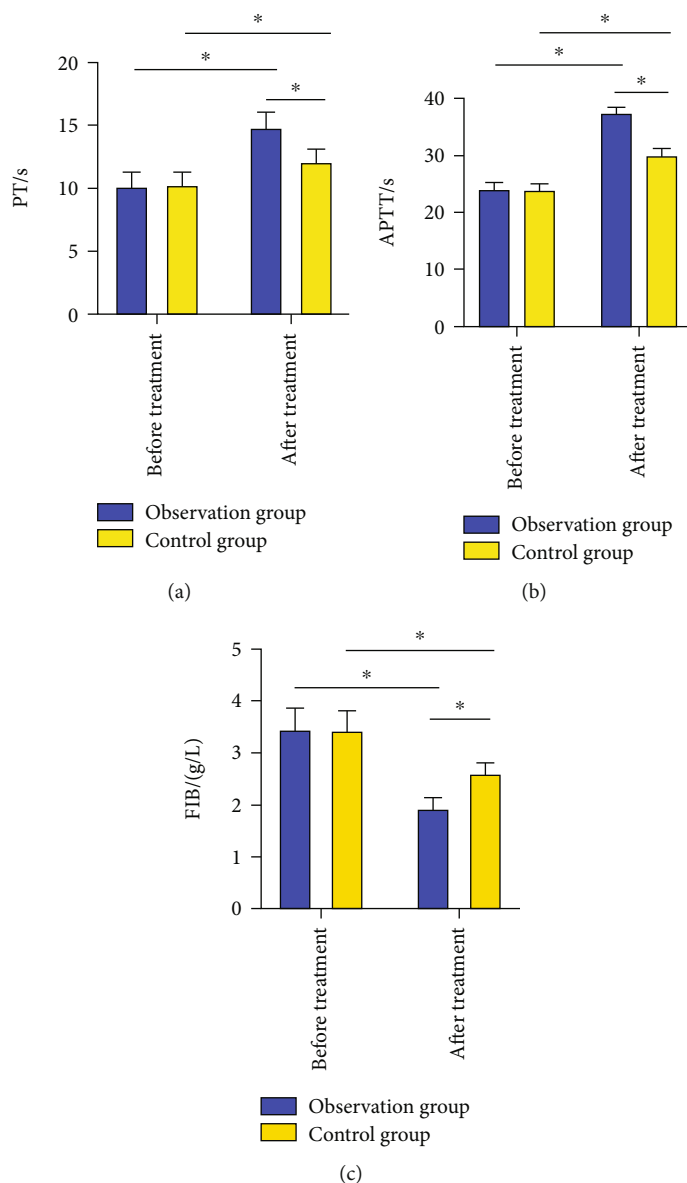 *
*
*
20
15
10
5
0
PT/s
Before treatment
After treatment
Observation group
Control group
(a)
*
*
*
40
30
20
10
0
APTT/s
Before treatment
After treatment
Observation group
Control group
(b)
*
*
*
5
4
3
2
1
0
FIB/(g/L)
Before treatment
After treatment
Observation group
Control group
(c)